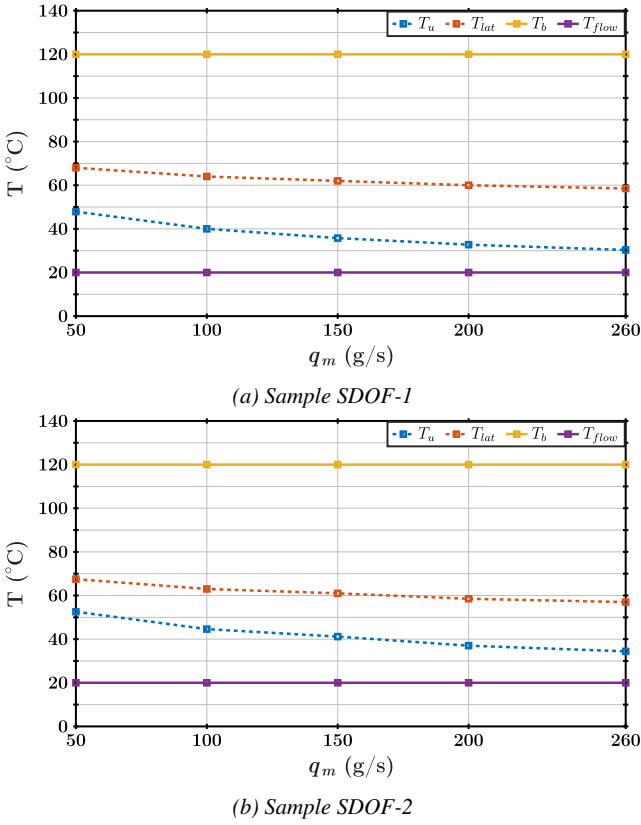 140
T_u T_lat T_b T_flow
120
100
80
60
40
20
0
T (°C)
50 100 150 200 260
q_m (g/s)
(a) Sample SDOF-1
140
T_u T_lat T_b T_flow
120
100
80
60
40
20
0
T (°C)
50 100 150 200 260
q_m (g/s)
(b) Sample SDOF-2